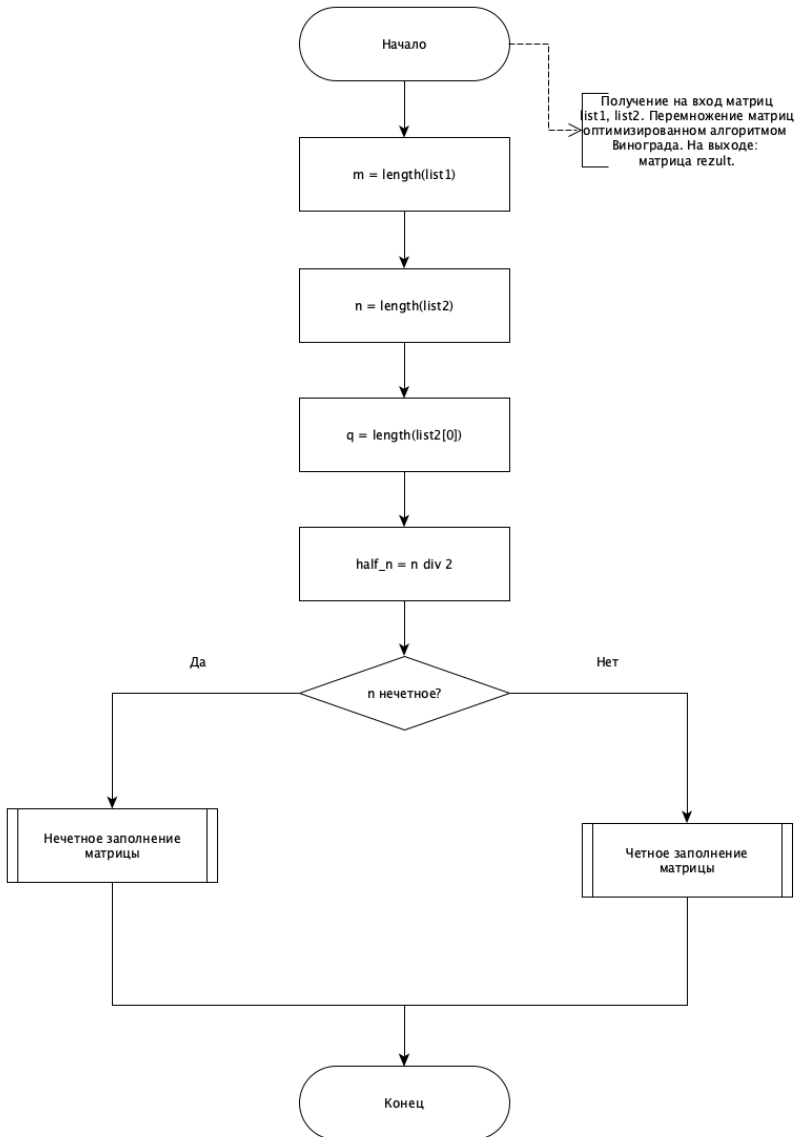 Начало
Получение на вход матриц
list1, list2. Перемножение матриц
оптимизированном алгоритмом
Винограда. На выходе:
матрица rezult.
m = length(list1)
n = length(list2)
q = length(list2[0])
half_n = n div 2
Да
Нет
n нечетное?
Нечетное заполнение
матрицы
Четное заполнение
матрицы
Конец